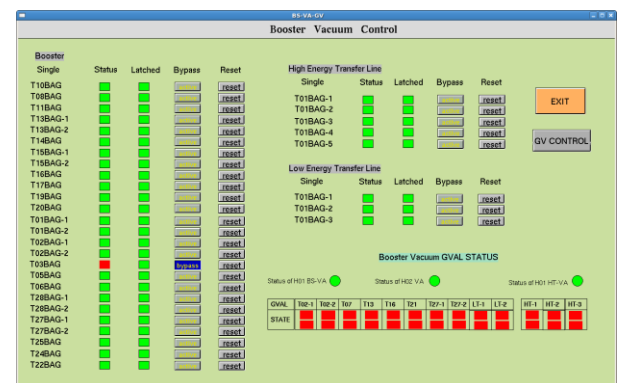 BS-VA-GV
Booster Vacuum Control
Booster
Single Status Latched Bypass Reset
T10BAG reset
T08BAG reset
T11BAG reset
T13BAG-1 reset
T13BAG-2 reset
T14BAG reset
T15BAG-1 reset
T15BAG-2 reset
T16BAG reset
T17BAG reset
T19BAG reset
T20BAG reset
T01BAG-1 reset
T01BAG-2 reset
T02BAG-1 reset
T02BAG-2 reset
T03BAG bypass reset
T05BAG reset
T06BAG reset
T28BAG-1 reset
T28BAG-2 reset
T27BAG-1 reset
T27BAG-2 reset
T25BAG reset
T24BAG reset
T22BAG reset
High Energy Transfer Line
Single Status Latched Bypass Reset
T01BAG-1 reset
T01BAG-2 reset
T01BAG-3 reset
T01BAG-4 reset
T01BAG-5 reset
Low Energy Transfer Line
Single Status Latched Bypass Reset
T01BAG-1 reset
T01BAG-2 reset
T01BAG-3 reset
EXIT
GV CONTROL
Booster Vacuum GVAL STATUS
Status of H01 BS-VA Status of H02 VA Status of H01 HT-VA
GVAL T02-1 T02-2 T07 T13 T16 T21 T27-1 T27-2 LT-1 LT-2 HT-1 HT-2 HT-3
STATE